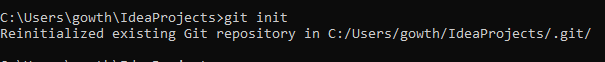 C:\Users\gowth\IdeaProjects>git init
Reinitialized existing Git repository in C:/Users/gowth/IdeaProjects/.git/